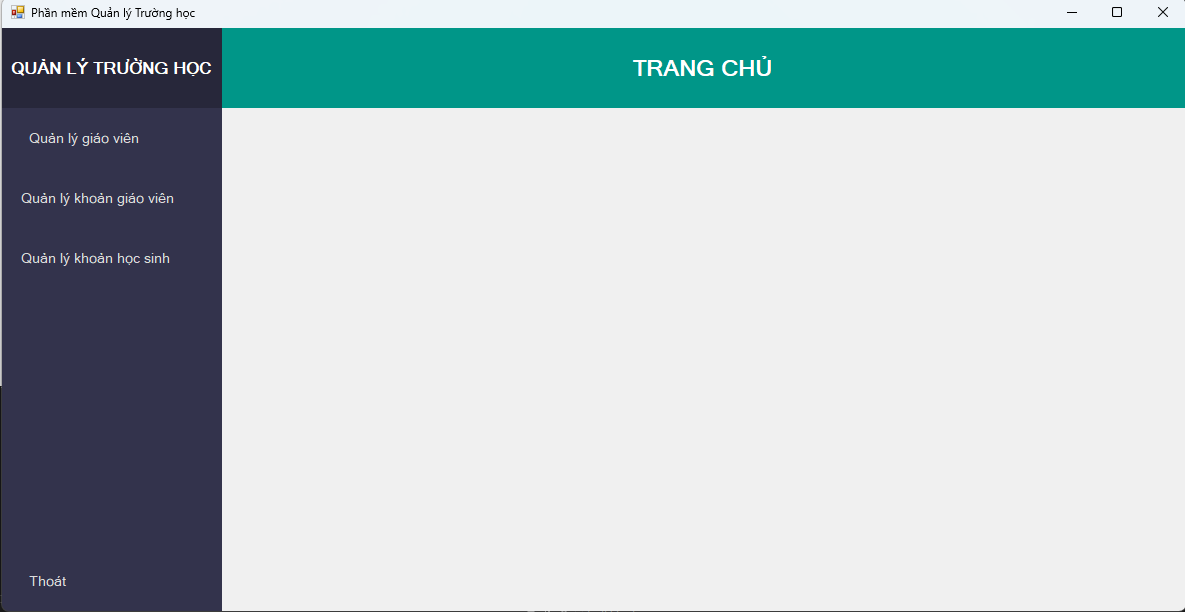 Phần mềm Quản lý Trường học
QUẢN LÝ TRƯỜNG HỌC
TRANG CHỦ
Quản lý giáo viên
Quản lý khoản giáo viên
Quản lý khoản học sinh
Thoát